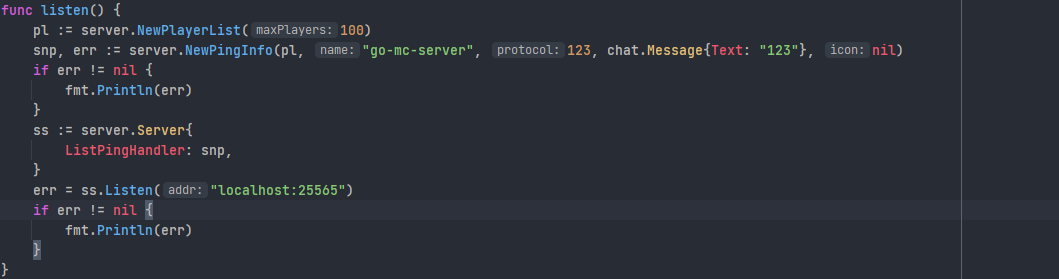 func listen() {
    pl := server.NewPlayerList( maxPlayers: 100)
    snp, err := server.NewPingInfo(pl, name: "go-mc-server", protocol: 123, chat.Message{Text: "123"}, icon: nil)
    if err != nil {
        fmt.Println(err)
    }
    ss := server.Server{
        ListPingHandler: snp,
    }
    err = ss.Listen( addr: "localhost:25565")
    if err != nil {
        fmt.Println(err)
    }
}